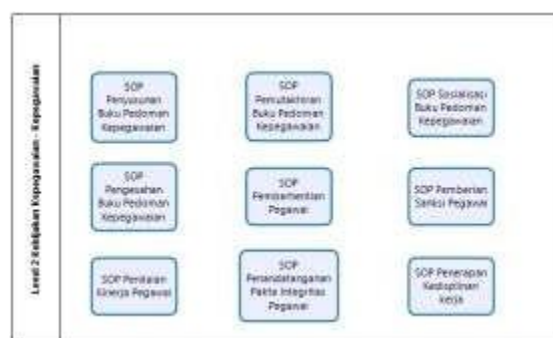 Level 2 Kebijakan Kepegawaian - Kepegawaian
SOP
Penyusunan
Buku Pedoman
Kepegawaian
SOP
Pemutakhiran
Buku Pedoman
Kepegawaian
SOP Sosialisasi
Buku Pedoman
Kepegawaian
SOP
Pengesahan
Buku Pedoman
Kepegawaian
SOP
Pemberhentian
Pegawai
SOP Pemberian
Sanksi Pegawai
SOP Penilaian
Kinerja Pegawai
SOP
Penandatanganan
Pakta Integritas
Pegawai
SOP Penerapan
Kedisiplinan
kerja